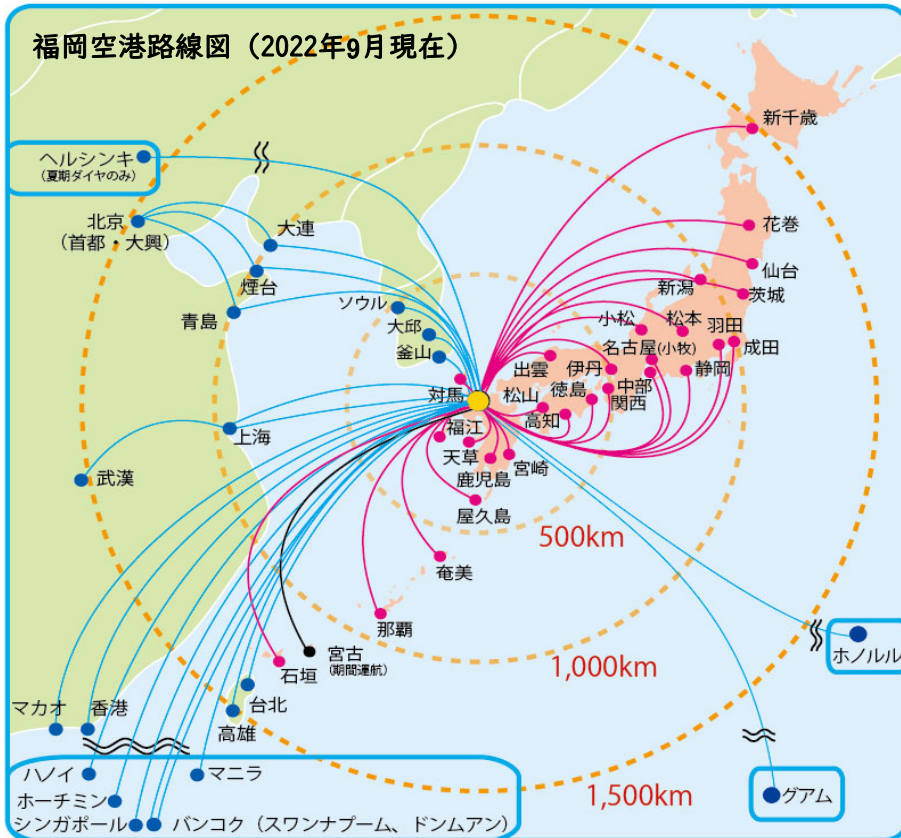 福岡空港路線図（2022年9月現在）
新千歳
ヘルシンキ
（夏期ダイヤのみ）
北京
（首都・大興）
大連
花巻
煙台
仙台
新潟
茨城
青島
ソウル
大邱
釜山
小松
松本
羽田
成田
名古屋(小牧)
出雲
伊丹
中部
静岡
対馬
松山
徳島
関西
高知
上海
福江
天草
宮崎
鹿児島
武漢
屋久島
500km
奄美
那覇
宮古
（期間運航）
石垣
1,000km
ホノルル
台北
マカオ
香港
高雄
ハノイ
マニラ
ホーチミン
1,500km
グアム
シンガポール
バンコク（スワンナプーム、ドンムアン）